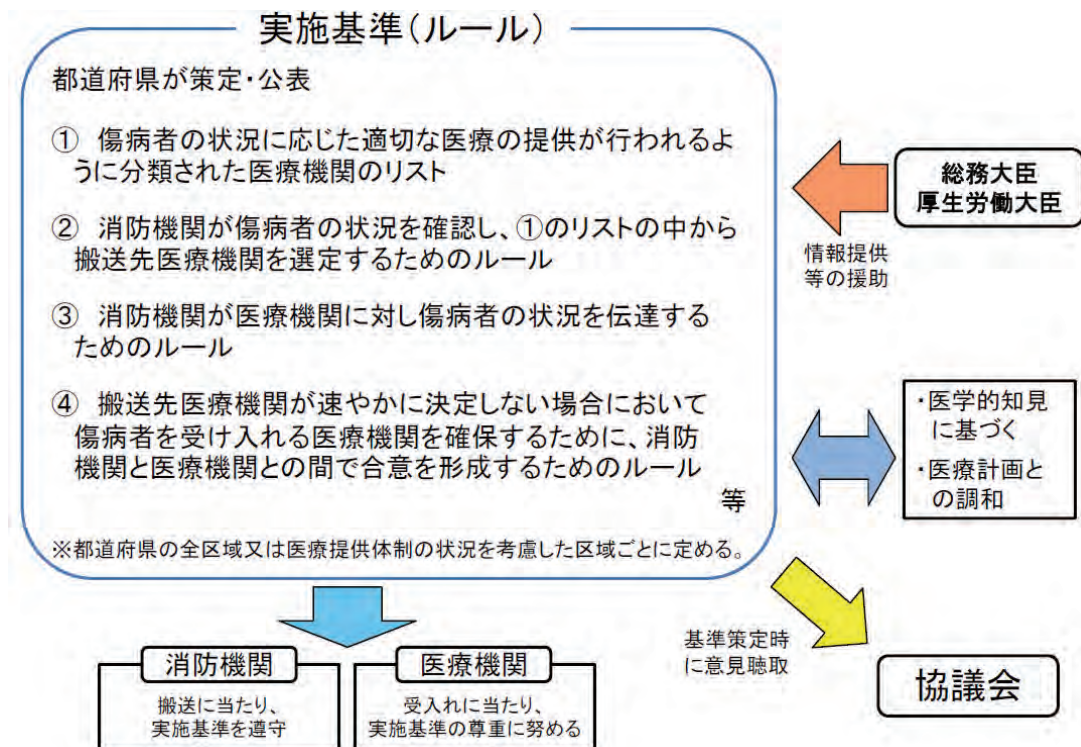 実施基準（ルール）
都道府県が策定・公表
① 傷病者の状況に応じた適切な医療の提供が行われるよ
うに分類された医療機関のリスト
② 消防機関が傷病者の状況を確認し、①のリストの中から
搬送先医療機関を選定するためのルール
③ 消防機関が医療機関に対し傷病者の状況を伝達する
ためのルール
④ 搬送先医療機関が速やかに決定しない場合において
傷病者を受け入れる医療機関を確保するために、消防
機関と医療機関との間で合意を形成するためのルール
等
※都道府県の全区域又は医療提供体制の状況を考慮した区域ごとに定める。
総務大臣
厚生労働大臣
情報提供
等の援助
・医学的知見
に基づく
・医療計画と
の調和
基準策定時
に意見聴取
協議会
消防機関
搬送に当たり、
実施基準を遵守
医療機関
受入れに当たり、
実施基準の尊重に努める